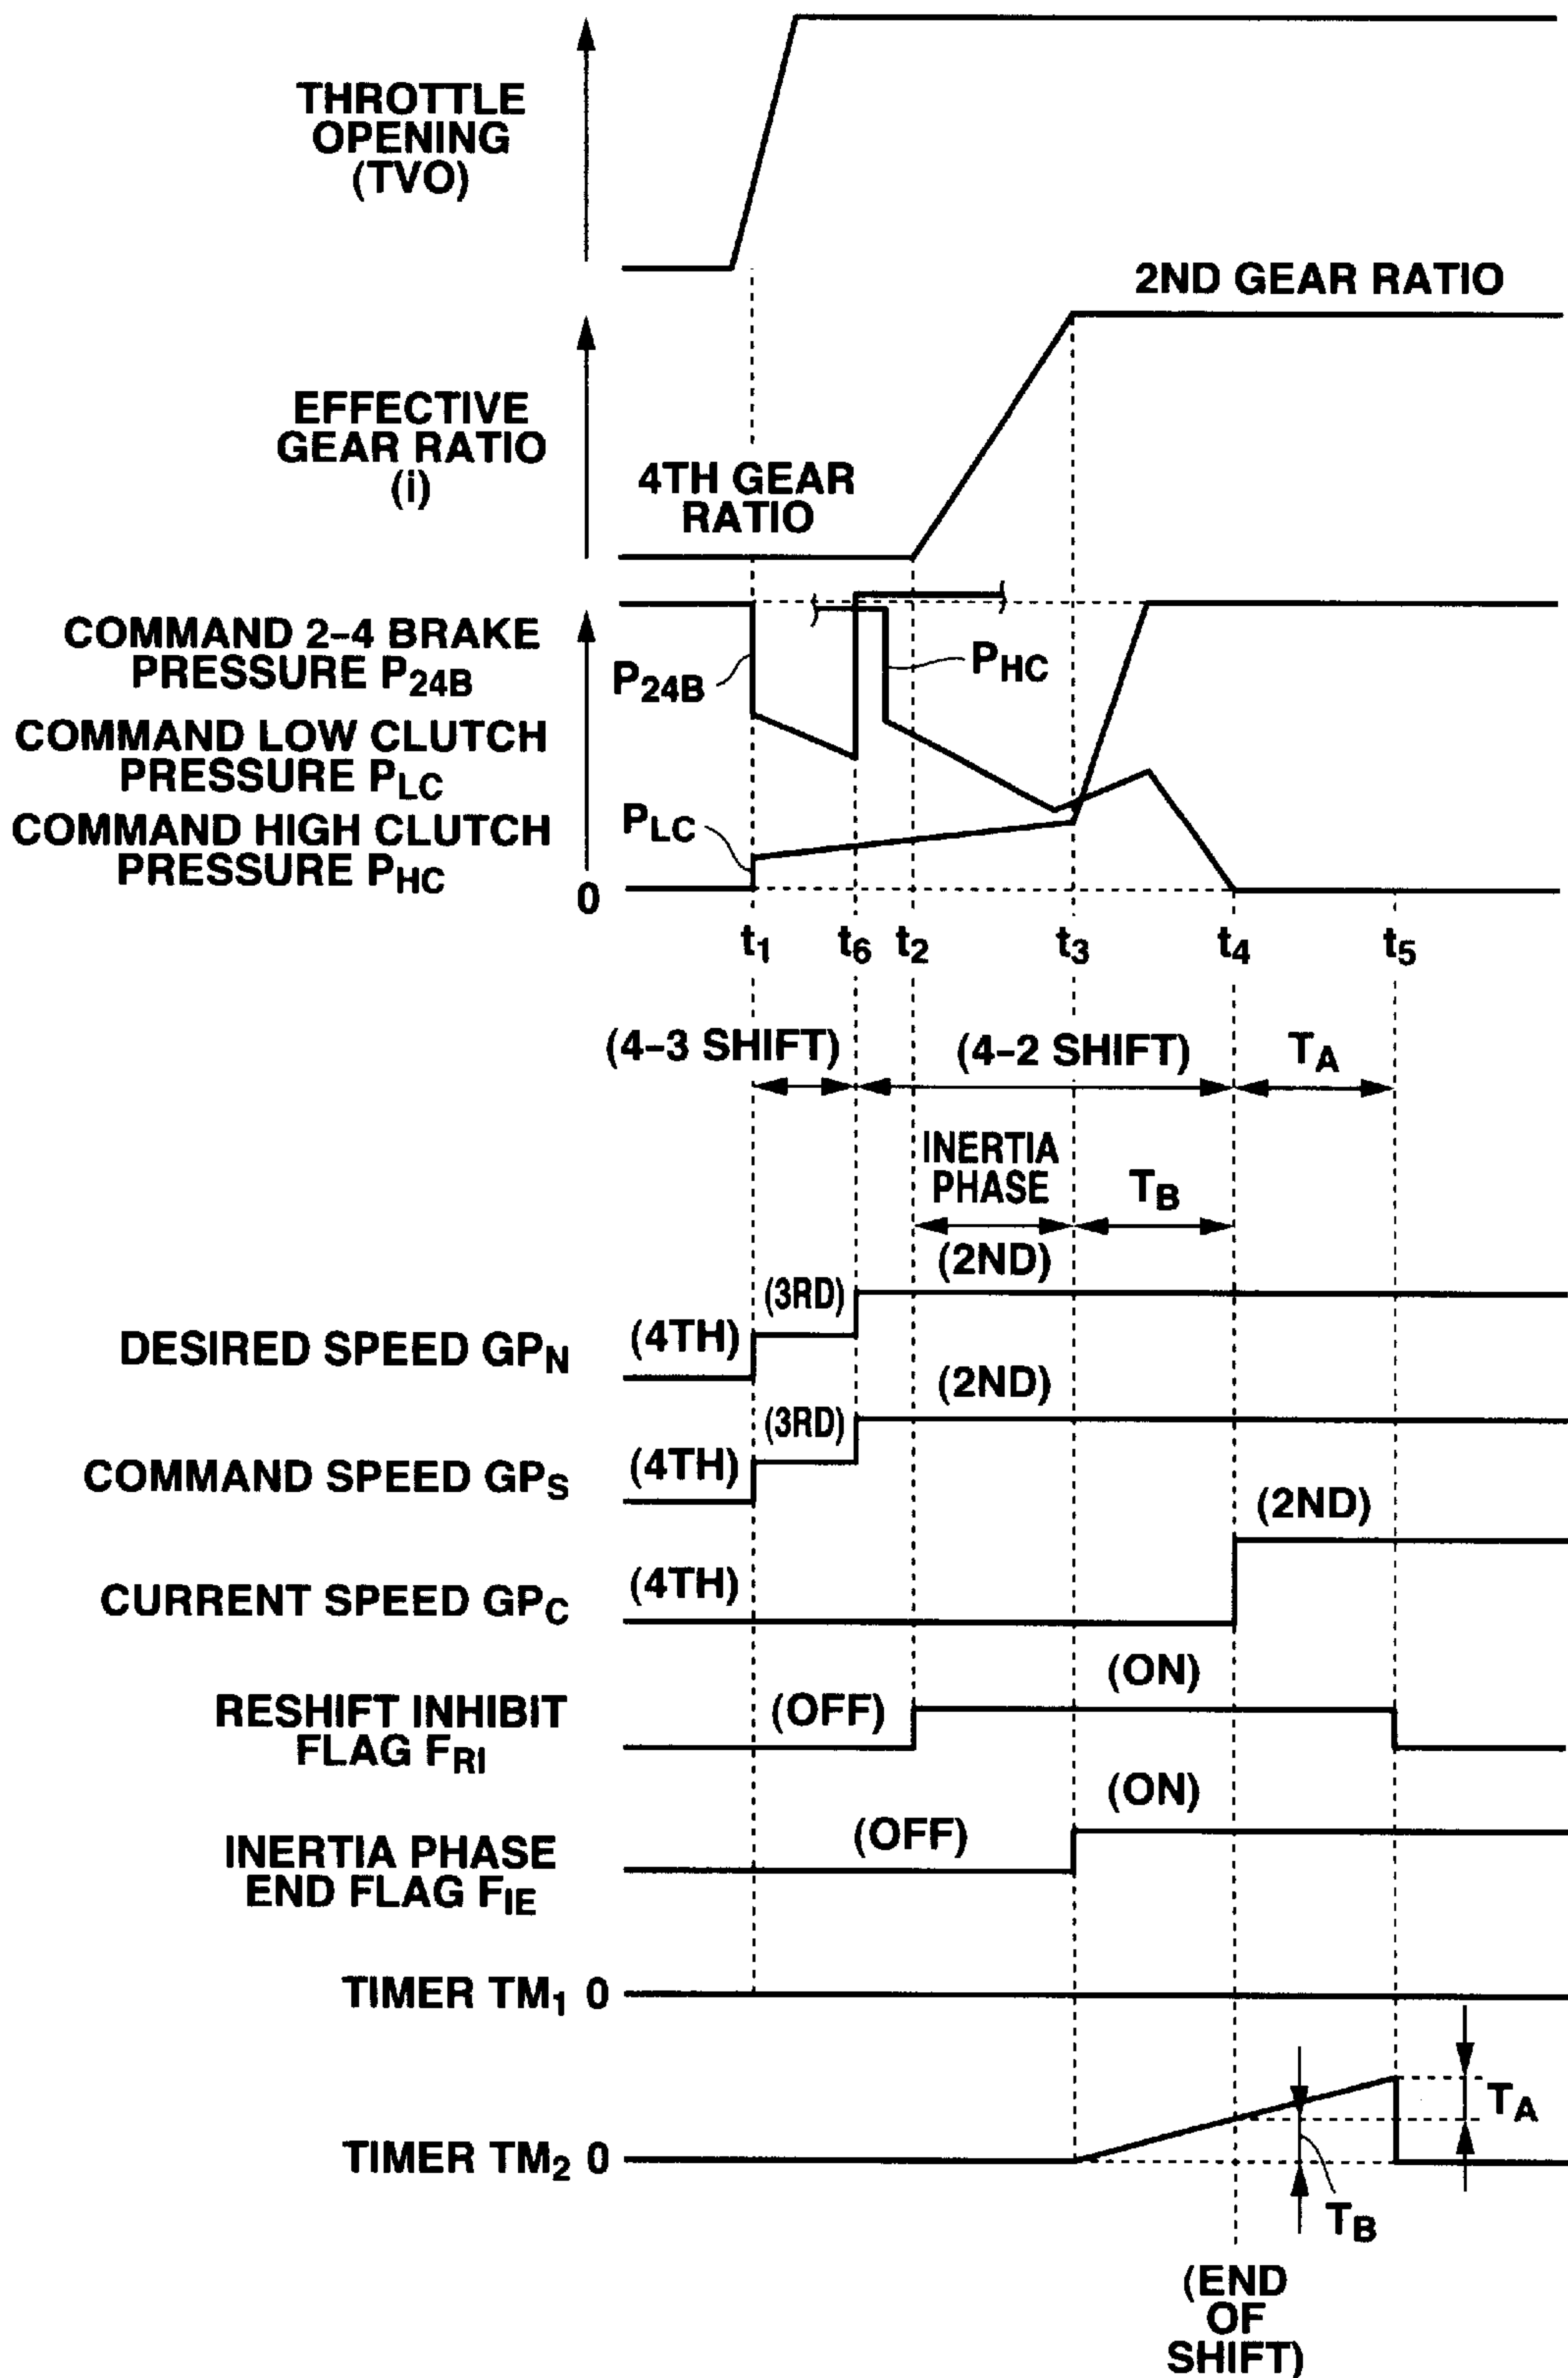 THROTTLE
OPENING
(TVO)
2ND GEAR RATIO
EFFECTIVE
GEAR RATIO
(i)
4TH GEAR
RATIO
COMMAND 2-4 BRAKE
PRESSURE P24B
P24B
PHC
COMMAND LOW CLUTCH
PRESSURE PLC
COMMAND HIGH CLUTCH
PRESSURE PHC
PLC
0
t1 t6 t2 t3 t4 t5
(4-3 SHIFT) (4-2 SHIFT) TA
INERTIA
PHASE
TB
(2ND)
(3RD)
DESIRED SPEED GPN (4TH)
(2ND)
(3RD)
COMMAND SPEED GPS (4TH)
(2ND)
CURRENT SPEED GPC (4TH)
(ON)
RESHIFT INHIBIT
FLAG FRI
(OFF)
(ON)
INERTIA PHASE
END FLAG FIE
(OFF)
TIMER TM1 0
TA
TIMER TM2 0
TB
(END
OF
SHIFT)